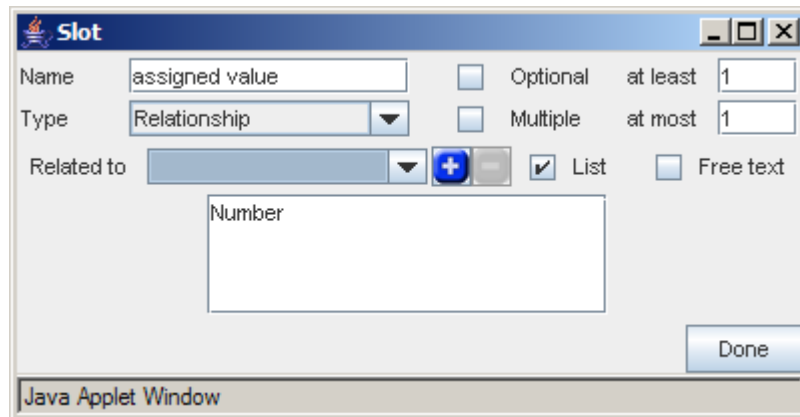 Slot
Name assigned value Optional at least 1
Type Relationship Multiple at most 1
Related to List Free text
Number
Done
Java Applet Window